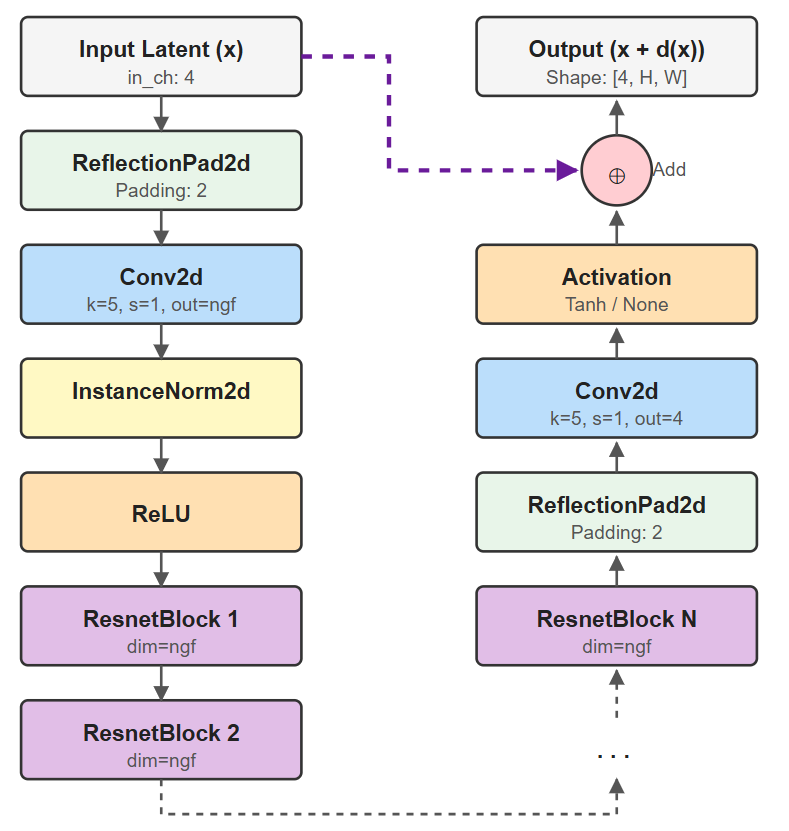 Input Latent (x)
in_ch: 4
ReflectionPad2d
Padding: 2
Conv2d
k=5, s=1, out=ngf
InstanceNorm2d
ReLU
ResnetBlock 1
dim=ngf
ResnetBlock 2
dim=ngf
Output (x + d(x))
Shape: [4, H, W]
⊕
Add
Activation
Tanh / None
Conv2d
k=5, s=1, out=4
ReflectionPad2d
Padding: 2
ResnetBlock N
dim=ngf
. . .